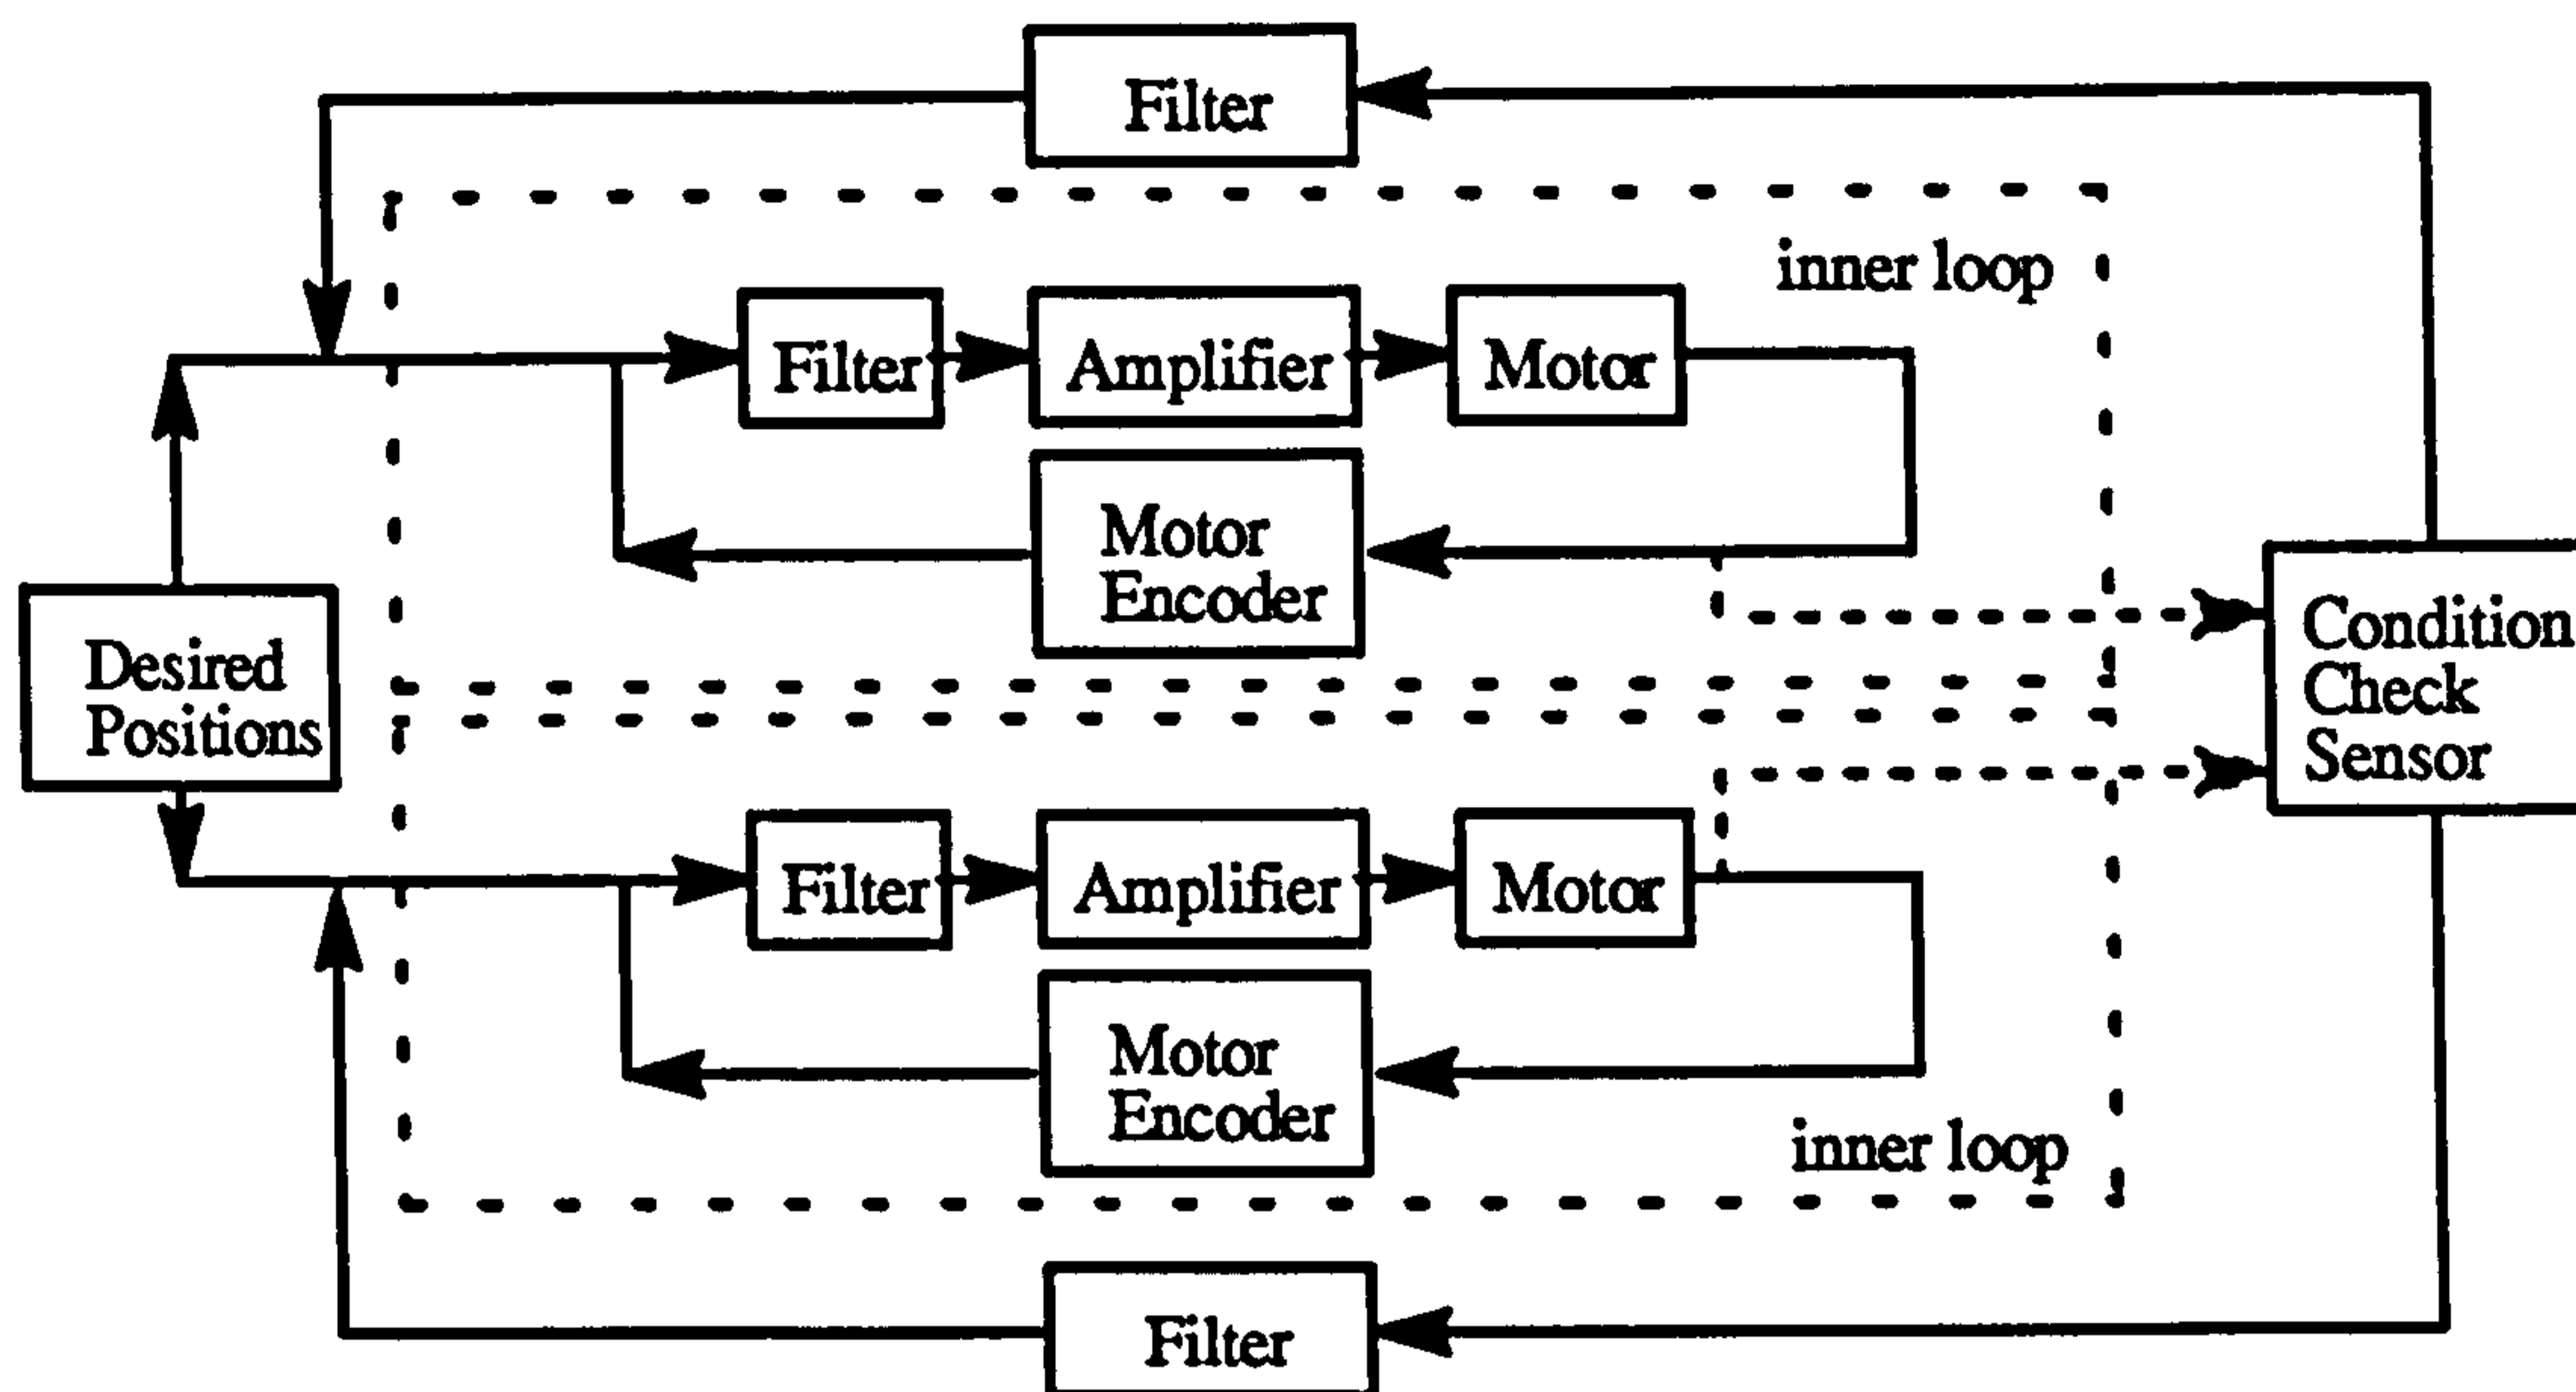 Filter
inner loop
Filter
Amplifier
Motor
Motor
Encoder
Desired
Positions
Condition
Check
Sensor
Filter
Amplifier
Motor
Motor
Encoder
inner loop
Filter